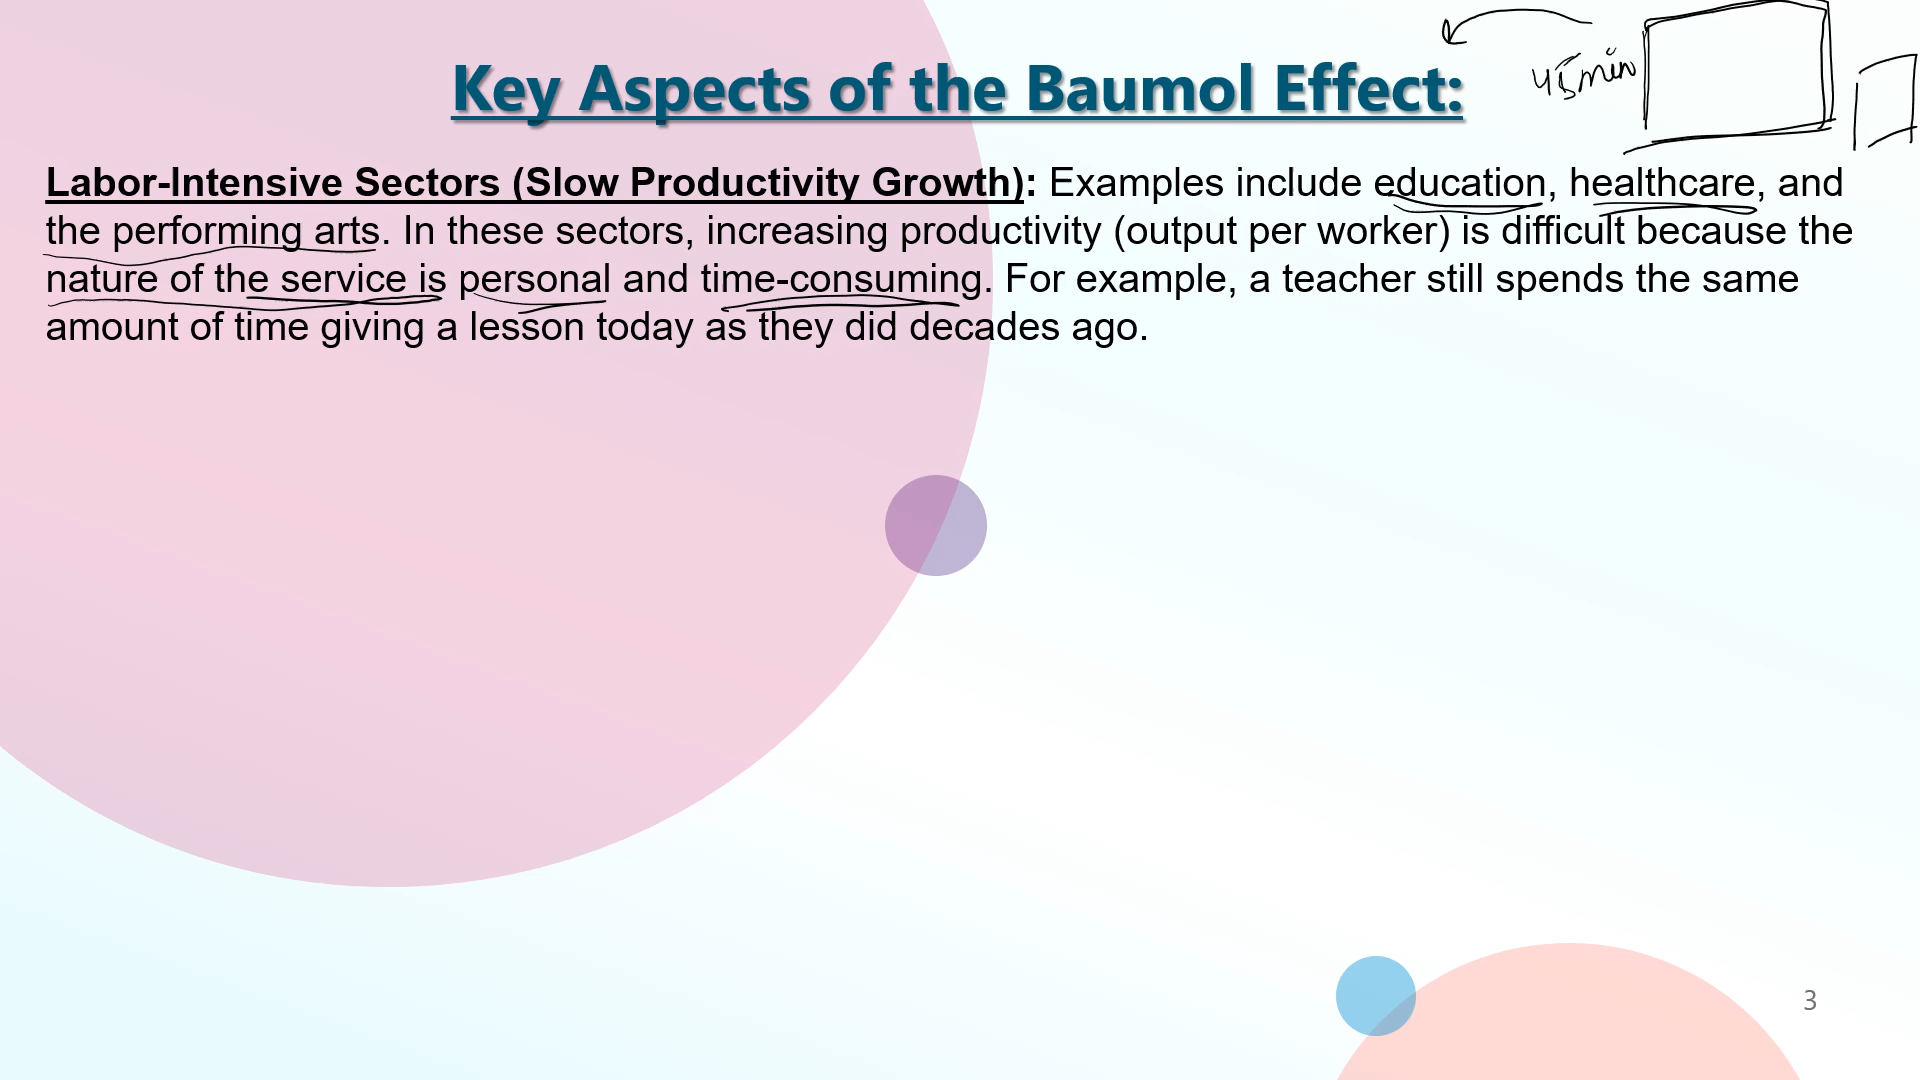 Key Aspects of the Baumol Effect:
45 min
Labor-Intensive Sectors (Slow Productivity Growth): Examples include education, healthcare, and
the performing arts. In these sectors, increasing productivity (output per worker) is difficult because the
nature of the service is personal and time-consuming. For example, a teacher still spends the same
amount of time giving a lesson today as they did decades ago.
3